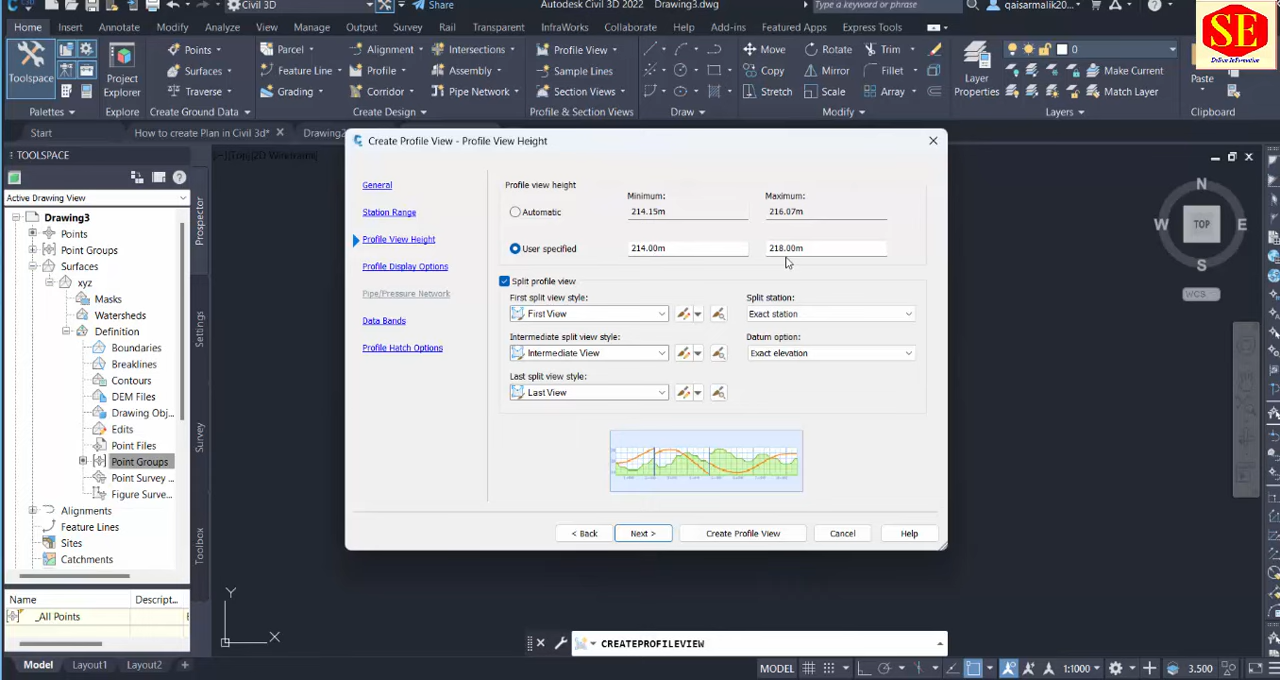 Civil 3D
Share
Autodesk Civil 3D 2022 Drawing3.dwg
Type a keyword or phrase
qaisarmalik20...
SE
Home Insert Annotate Modify Analyze View Manage Output Survey Rail Transparent InfraWorks Collaborate Help Add-ins Featured Apps Express Tools
Toolspace
Project
Explorer
Points
Surfaces
Traverse
Parcel
Feature Line
Grading
Alignment
Profile
Corridor
Intersections
Assembly
Pipe Network
Profile View
Sample Lines
Section Views
Move
Copy
Stretch
Rotate
Mirror
Scale
Trim
Fillet
Array
Layer
Properties
0
Make Current
Match Layer
Paste
Palettes
Explore
Create Ground Data
Create Design
Profile & Section Views
Draw
Modify
Layers
Clipboard
Start
How to create Plan in Civil 3d*
Drawing2
TOOLSPACE
Active Drawing View
Drawing3
Points
Point Groups
Surfaces
xyz
Masks
Watersheds
Definition
Boundaries
Breaklines
Contours
DEM Files
Drawing Obj...
Edits
Point Files
Point Groups
Point Survey ...
Figure Surve...
Alignments
Feature Lines
Sites
Catchments
Prospector
Settings
Survey
Toolbox
Name Descript...
_All Points
Create Profile View - Profile View Height
General
Station Range
Profile View Height
Profile Display Options
Pipe/Pressure Network
Data Bands
Profile Hatch Options
Profile view height
Minimum: Maximum:
Automatic 214.15m 216.07m
User specified 214.00m 218.00m
Split profile view
First split view style: Split station:
First View Exact station
Intermediate split view style: Datum option:
Intermediate View Exact elevation
Last split view style:
Last View
< Back Next > Create Profile View Cancel Help
N
W TOP E
S
WCS
Y
X
CREATEPROFILEVIEW
Model Layout1 Layout2 +
MODEL 1:1000 3.500